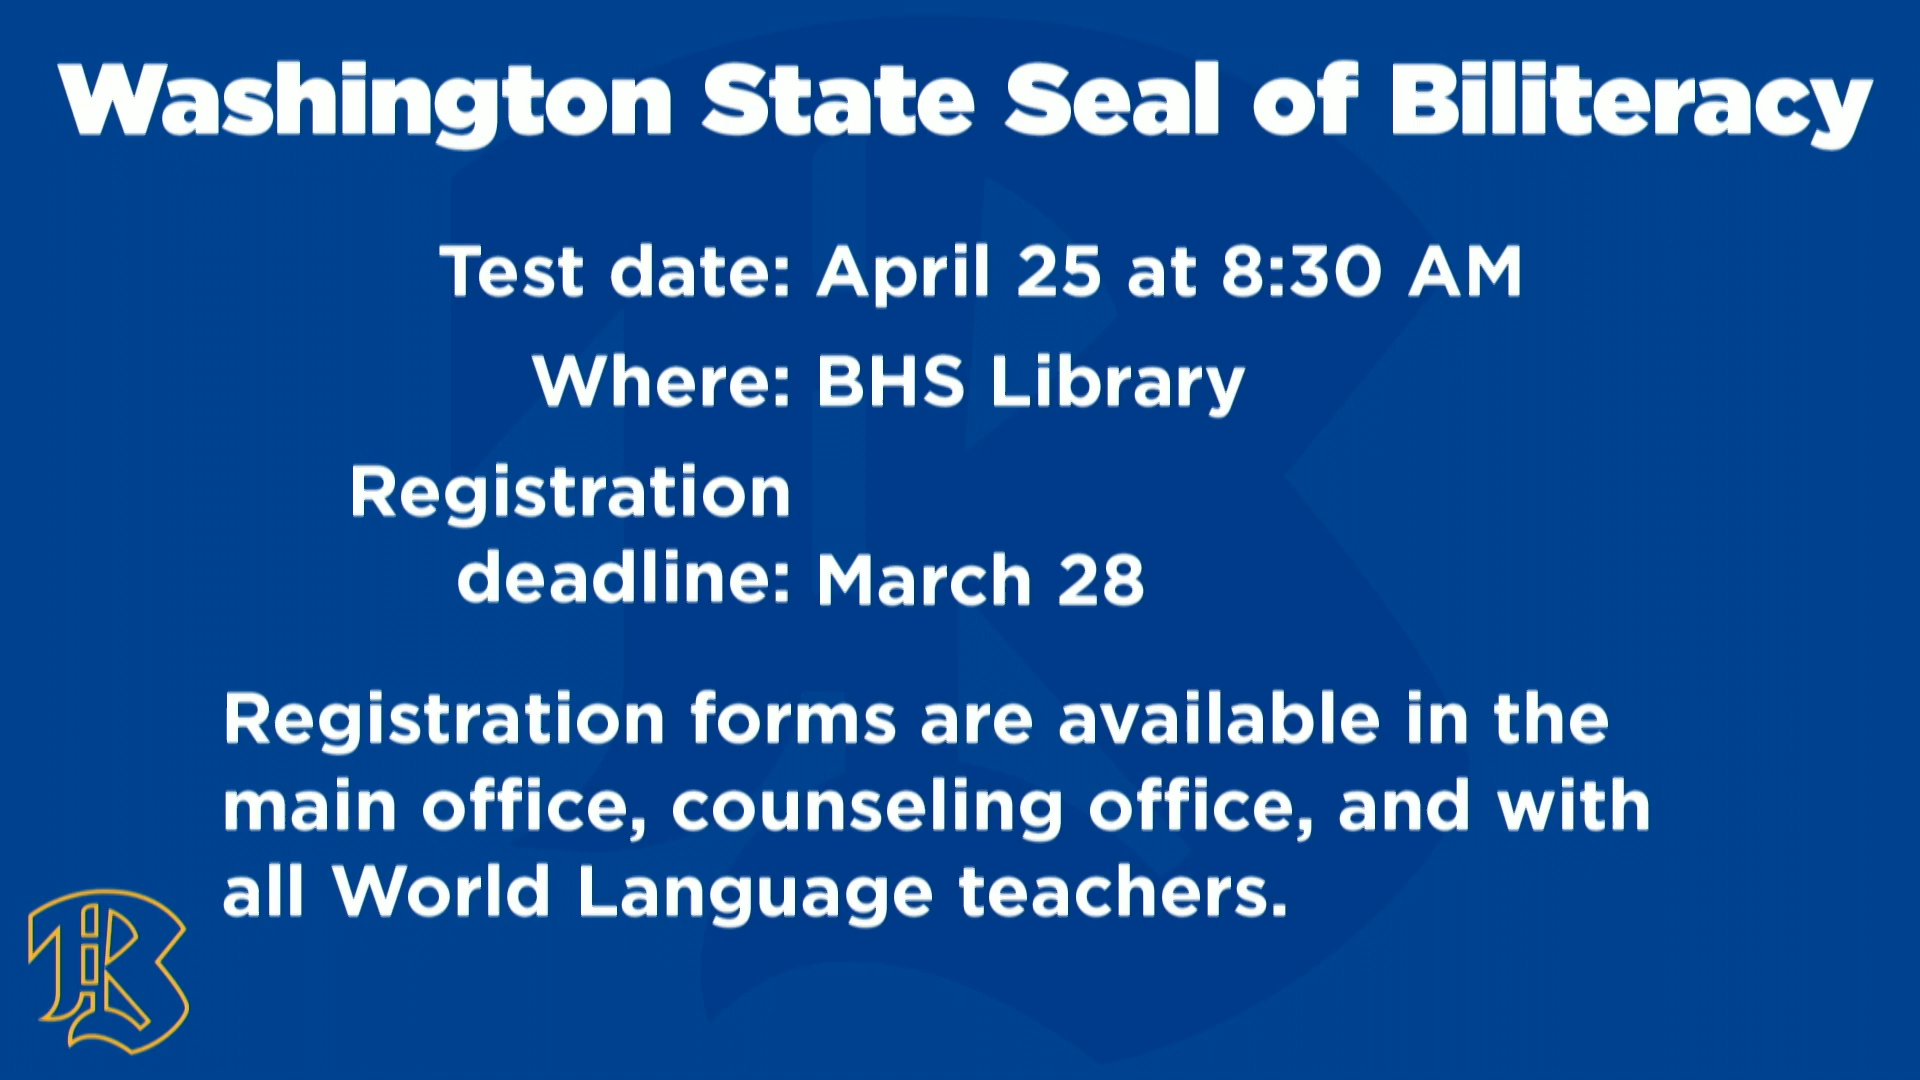 Washington State Seal of Biliteracy
Test date: April 25 at 8:30 AM
Where: BHS Library
Registration
deadline: March 28
Registration forms are available in the
main office, counseling office, and with
all World Language teachers.
B